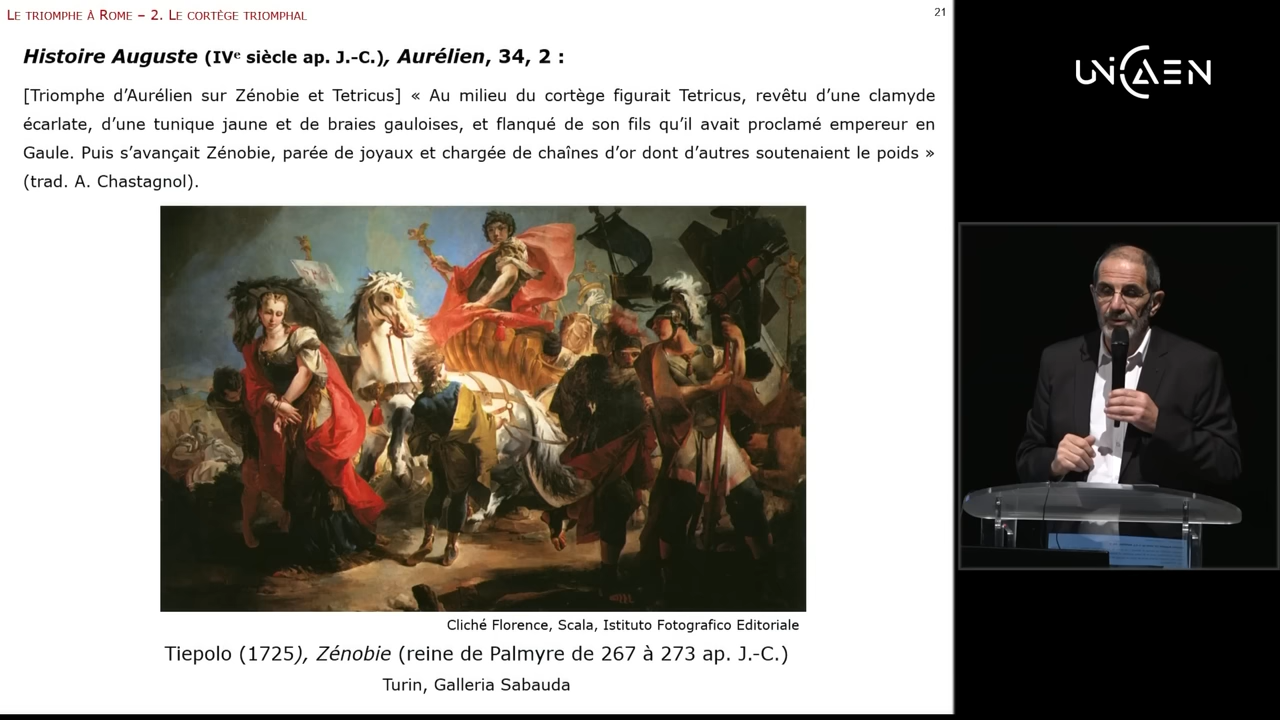 Le triomphe à Rome – 2. Le cortège triomphal
21
Histoire Auguste (IVe siècle ap. J.-C.), Aurélien, 34, 2 :
[Triomphe d’Aurélien sur Zénobie et Tetricus] « Au milieu du cortège figurait Tetricus, revêtu d’une clamyde
écarlate, d’une tunique jaune et de braies gauloises, et flanqué de son fils qu’il avait proclamé empereur en
Gaule. Puis s’avançait Zénobie, parée de joyaux et chargée de chaînes d’or dont d’autres soutenaient le poids »
(trad. A. Chastagnol).
Cliché Florence, Scala, Istituto Fotografico Editoriale
Tiepolo (1725), Zénobie (reine de Palmyre de 267 à 273 ap. J.-C.)
Turin, Galleria Sabauda
UNICAEN